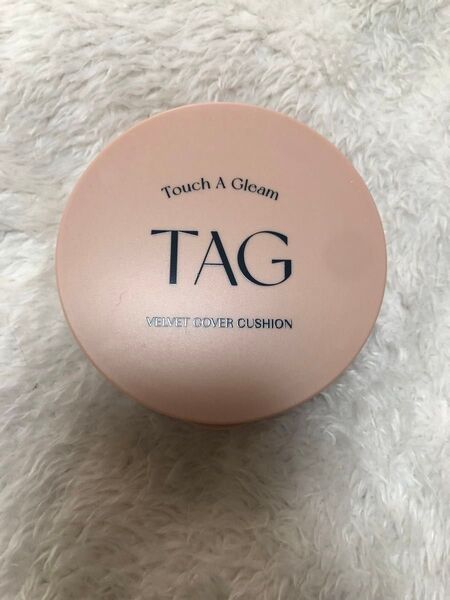 Touch A Gleam
TAG
VELVET COVER CUSHION